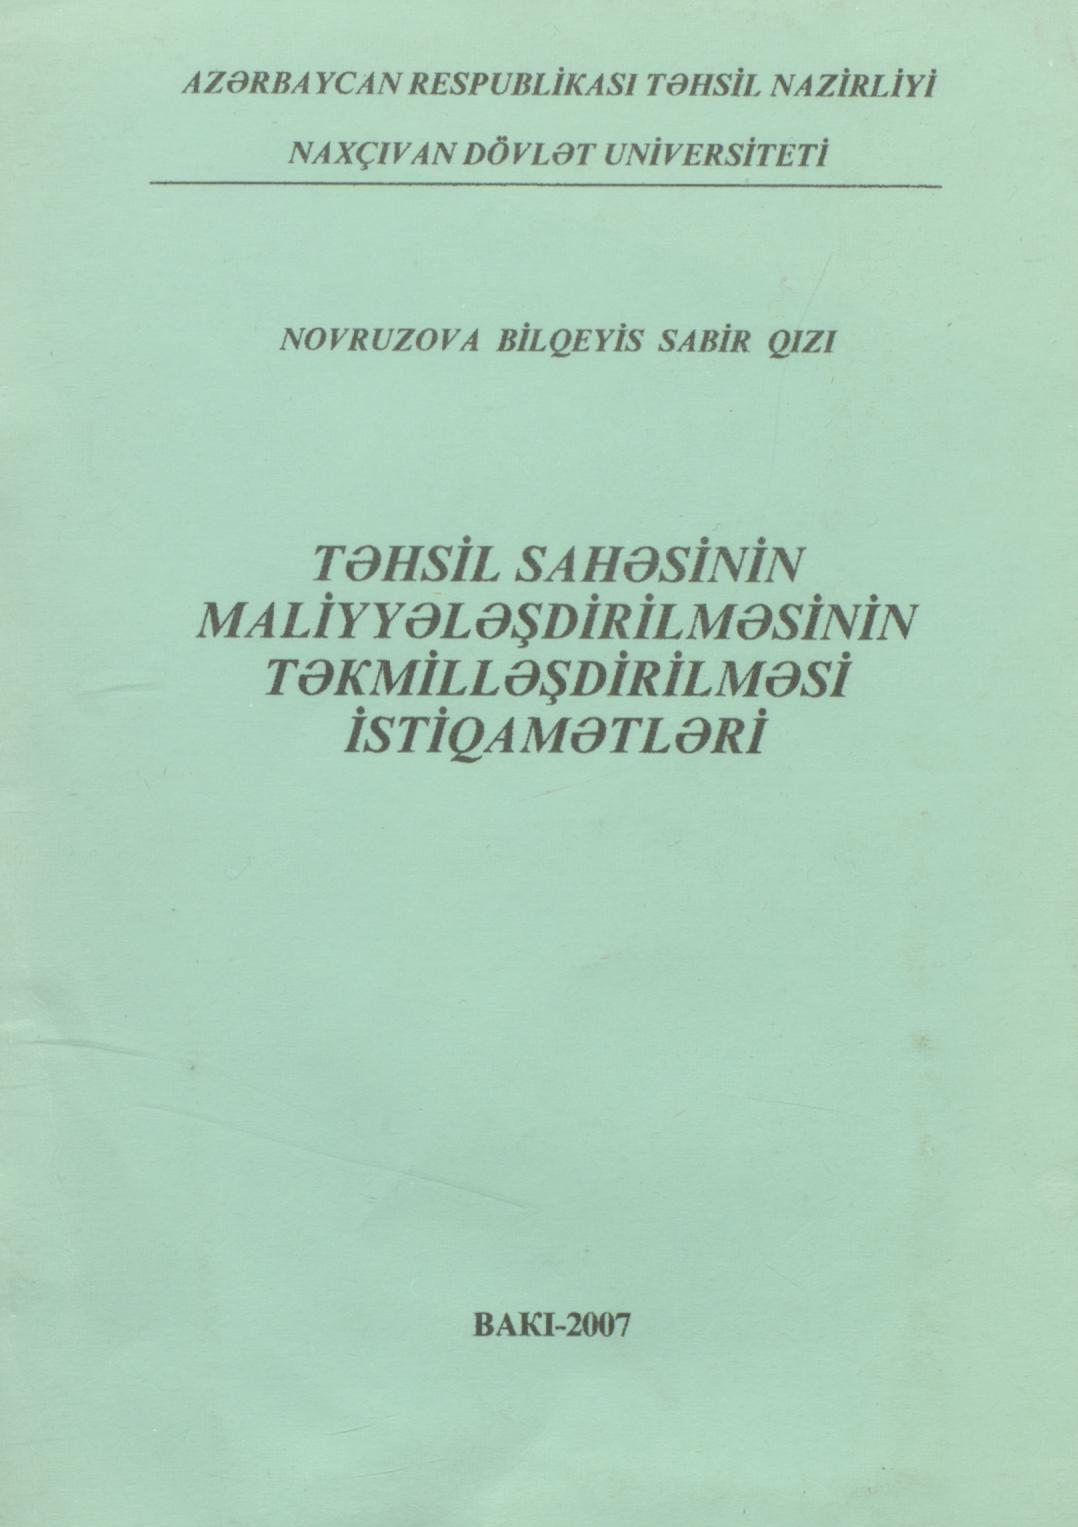 AZƏRBAYCAN RESPUBLİKASI TƏHSİL NAZİRLİYİ
NAXÇIVAN DÖVLƏT UNİVERSİTETİ
NOVRUZOVA BİLQEYİS SABİR QIZI
TƏHSİL SAHƏSİNİN
MALİYYƏLƏŞDİRİLMƏSİNİN
TƏKMİLLƏŞDİRİLMƏSİ
İSTİQAMƏTLƏRİ
BAKI-2007